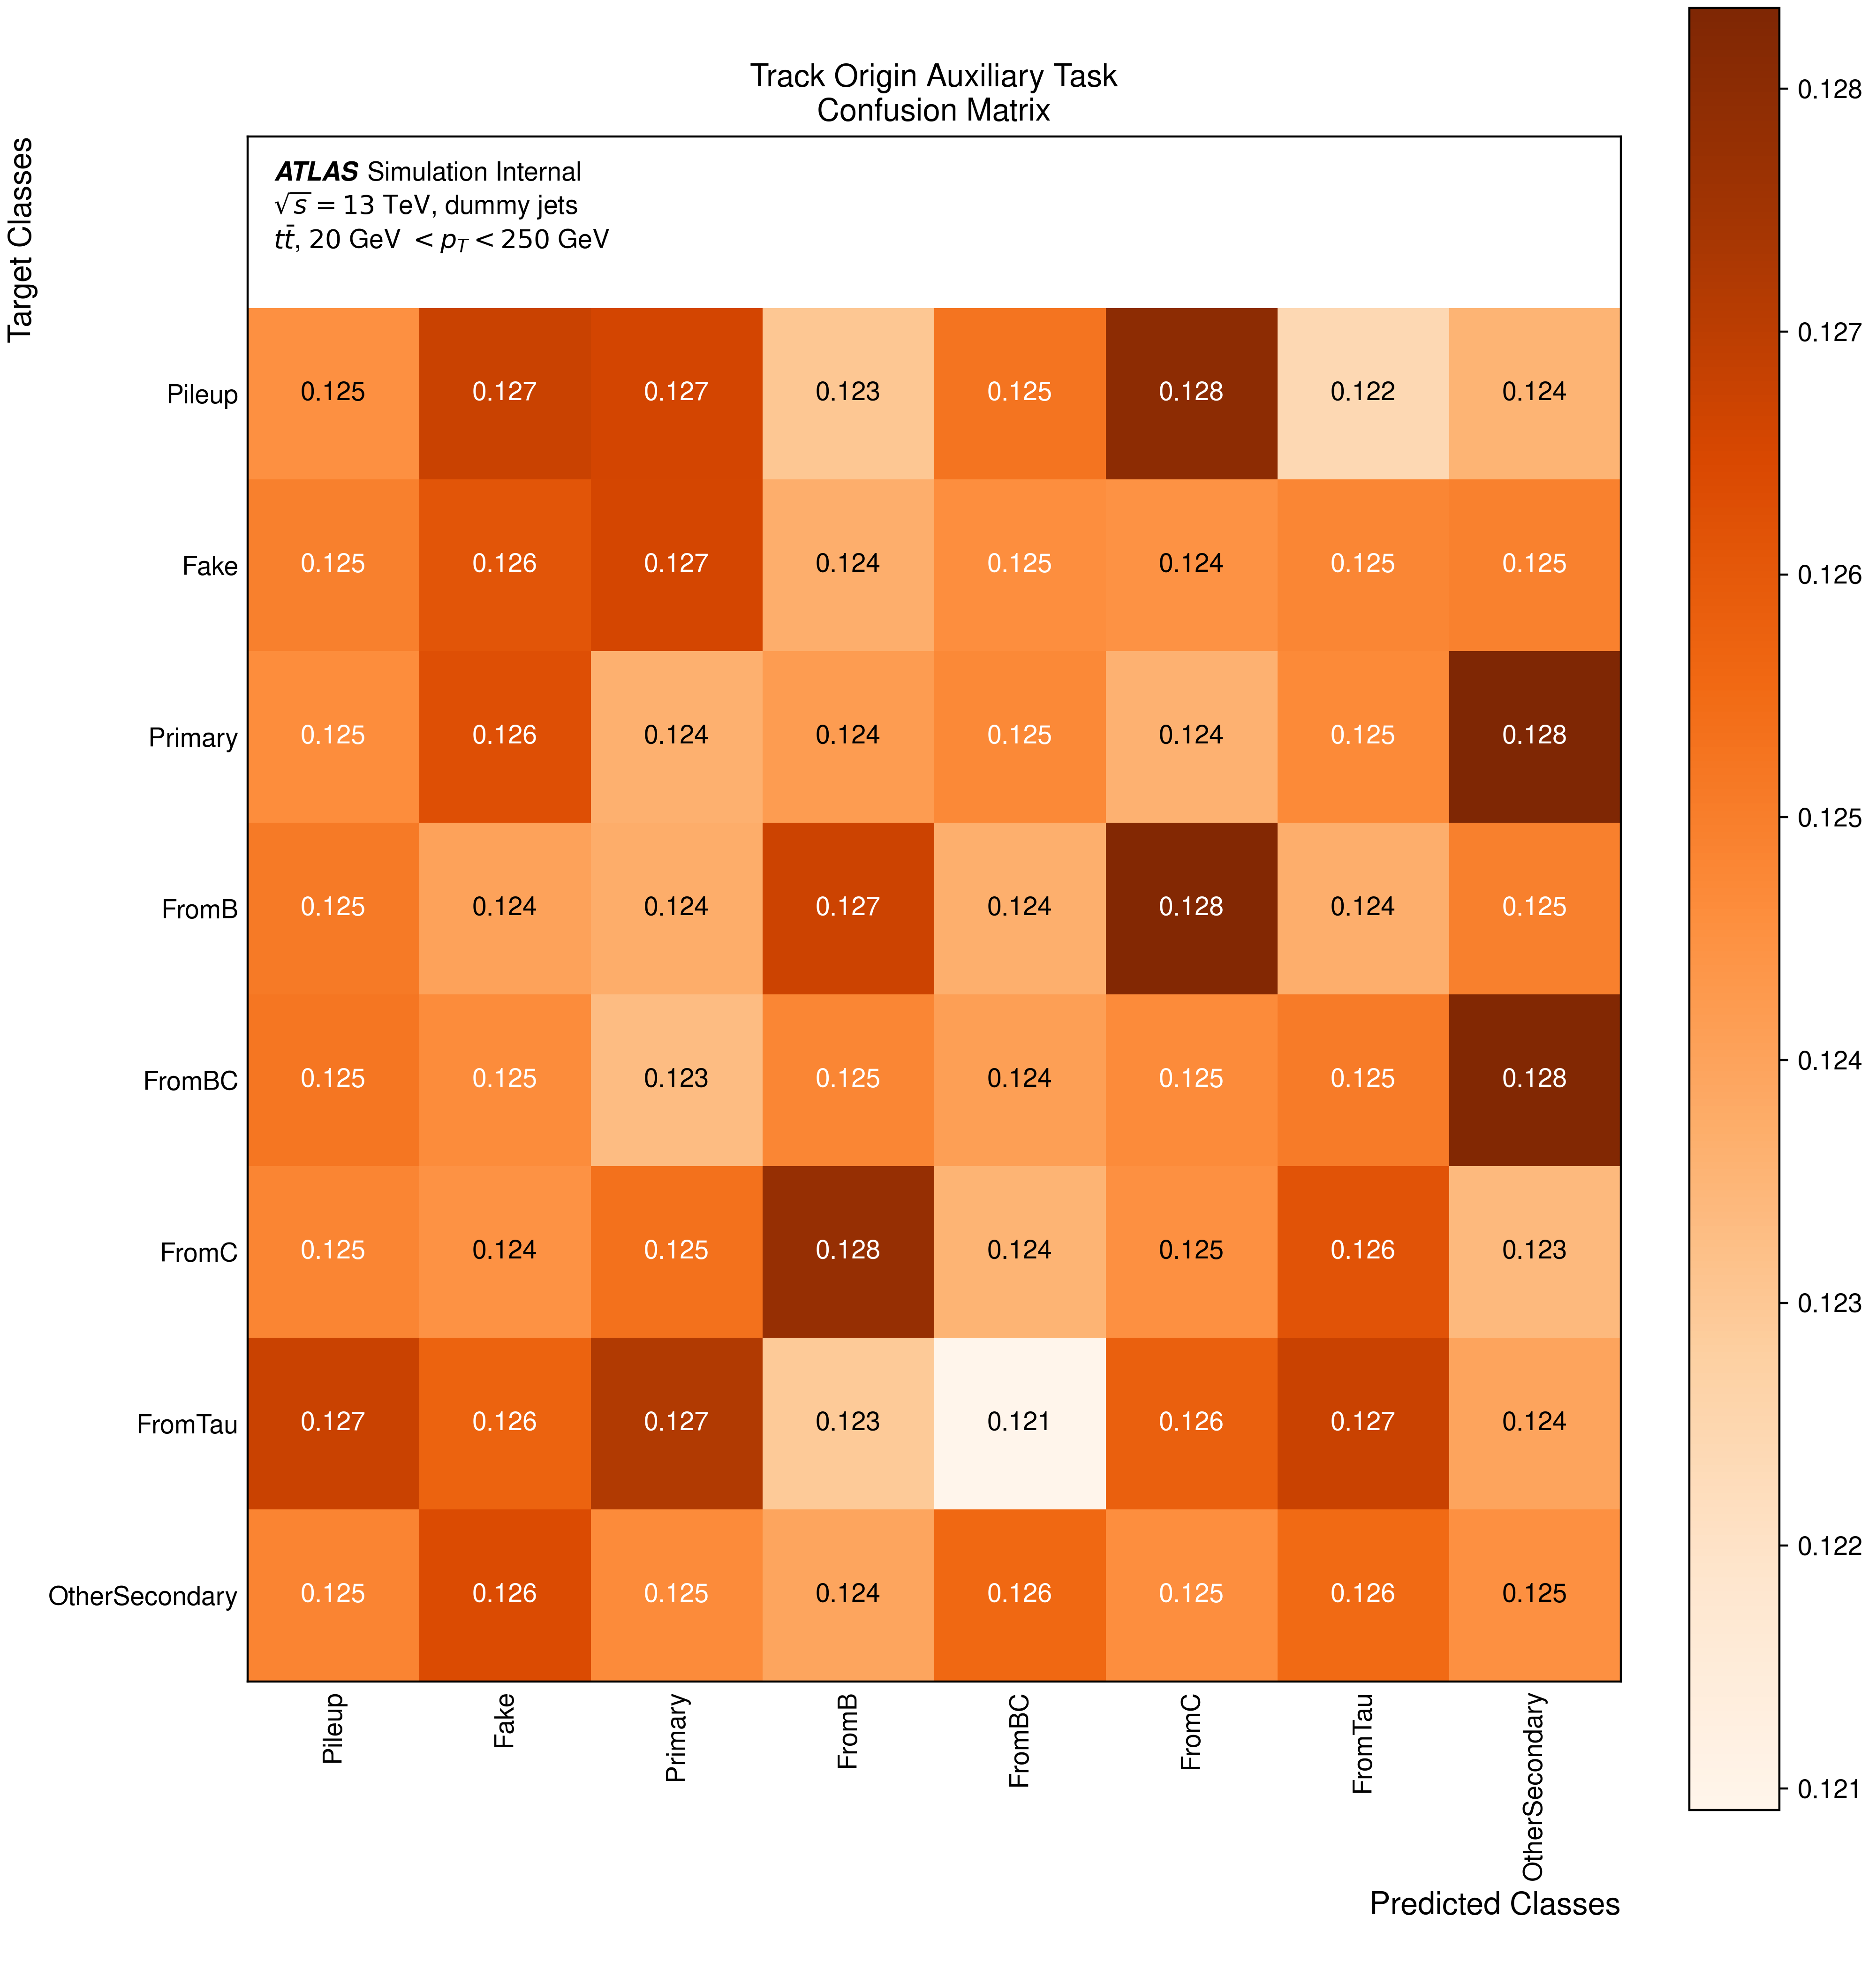 Track Origin Auxiliary Task
Confusion Matrix
Target Classes
ATLAS Simulation Internal
√s = 13 TeV, dummy jets
tt̄, 20 GeV < p_T < 250 GeV
Pileup 0.125 0.127 0.127 0.123 0.125 0.128 0.122 0.124
Fake 0.125 0.126 0.127 0.124 0.125 0.124 0.125 0.125
Primary 0.125 0.126 0.124 0.124 0.125 0.124 0.125 0.128
FromB 0.125 0.124 0.124 0.127 0.124 0.128 0.124 0.125
FromBC 0.125 0.125 0.123 0.125 0.124 0.125 0.125 0.128
FromC 0.125 0.124 0.125 0.128 0.124 0.125 0.126 0.123
FromTau 0.127 0.126 0.127 0.123 0.121 0.126 0.127 0.124
OtherSecondary 0.125 0.126 0.125 0.124 0.126 0.125 0.126 0.125
Pileup
Fake
Primary
FromB
FromBC
FromC
FromTau
OtherSecondary
Predicted Classes
0.128
0.127
0.126
0.125
0.124
0.123
0.122
0.121